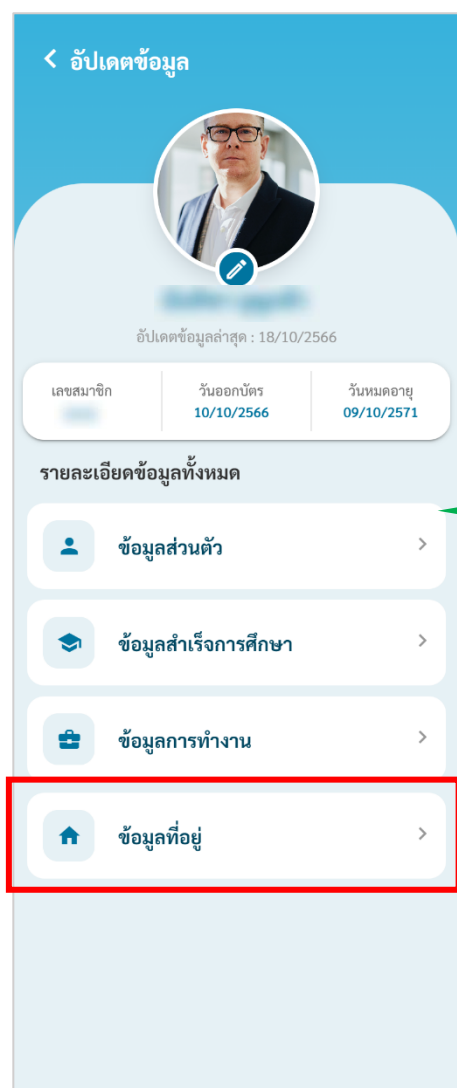 อัปเดตข้อมูล
อัปเดตข้อมูลล่าสุด : 18/10/2566
เลขสมาชิก วันออกบัตร วันหมดอายุ
10/10/2566 09/10/2571
รายละเอียดข้อมูลทั้งหมด
ข้อมูลส่วนตัว
ข้อมูลสำเร็จการศึกษา
ข้อมูลการทำงาน
ข้อมูลที่อยู่